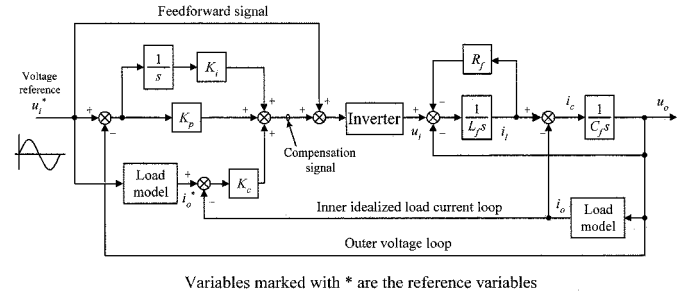 Feedforward signal
Voltage
reference
u_i*
1
s
K_i
K_p
K_c
Load
model
i_o*
Compensation
signal
Inverter
u_i
R_f
1
L_f s
i_l
i_c
1
C_f s
u_o
Inner idealized load current loop
i_o
Load
model
Outer voltage loop
+ + + + + + + + + + +
− − − − − −
Variables marked with * are the reference variables